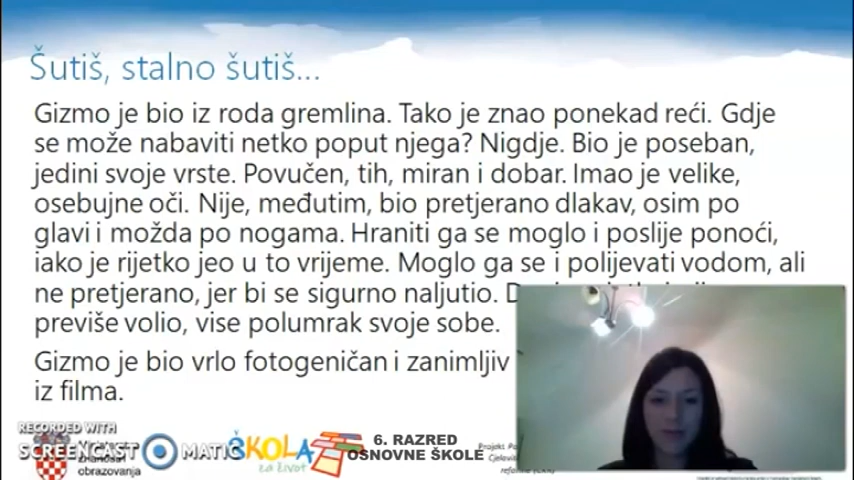 Šutiš, stalno šutiš...
Gizmo je bio iz roda gremlina. Tako je znao ponekad reći. Gdje
se može nabaviti netko poput njega? Nigdje. Bio je poseban,
jedini svoje vrste. Povučen, tih, miran i dobar. Imao je velike,
osebujne oči. Nije, međutim, bio pretjerano dlakav, osim po
glavi i možda po nogama. Hraniti ga se moglo i poslije ponoći,
iako je rijetko jeo u to vrijeme. Moglo ga se i polijevati vodom, ali
ne pretjerano, jer bi se sigurno naljutio.
previše volio, vise polumrak svoje sobe.
Gizmo je bio vrlo fotogeničan i zanimljiv
iz filma.
RECORDED WITH
SCREENCAST MATIC
Ministarstvo
znanosti i
obrazovanja
ŠKOLA
za život
6. RAZRED
OSNOVNE ŠKOLE